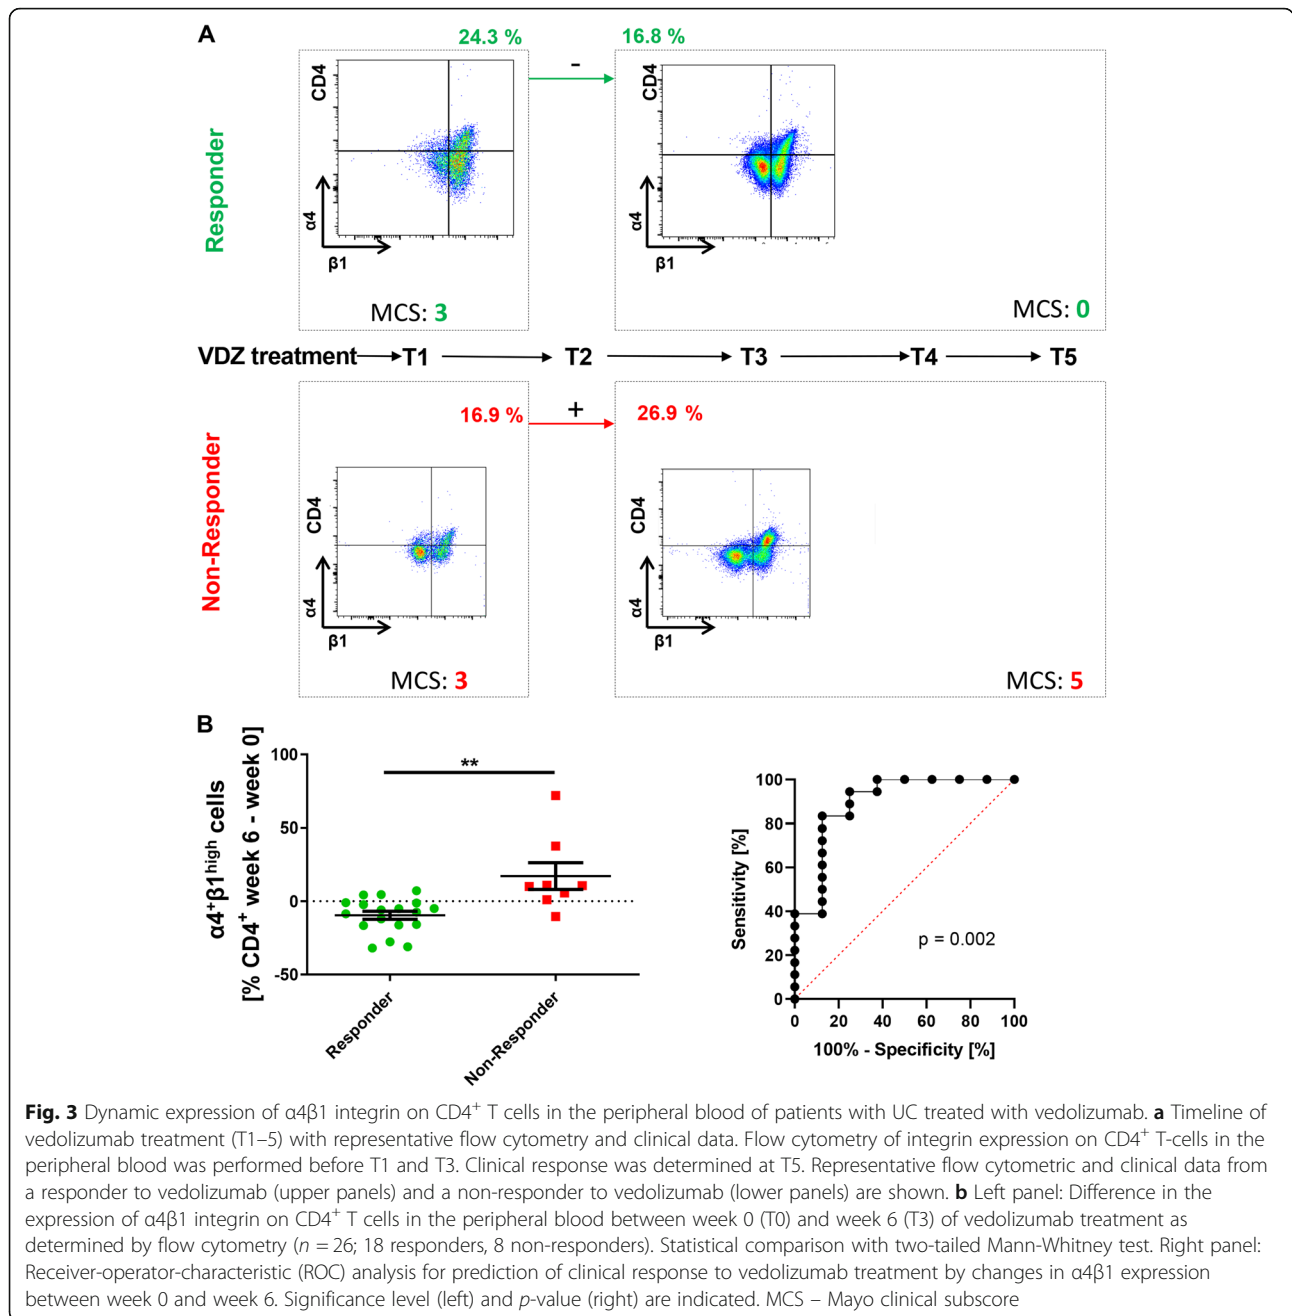 A
24.3 %
-
16.8 %
Responder
CD4
α4
β1
CD4
α4
β1
MCS: 3
MCS: 0
VDZ treatment T1 T2 T3 T4 T5
Non-Responder
16.9 %
+
26.9 %
CD4
α4
β1
CD4
α4
β1
MCS: 3
MCS: 5
B
α4⁺β1ʰⁱᵍʰ cells
[% CD4⁺ week 6 - week 0]
100
50
0
-50
**
Responder
Non-Responder
Sensitivity [%]
100
80
60
40
20
0
p = 0.002
0 20 40 60 80 100
100% - Specificity [%]
Fig. 3 Dynamic expression of α4β1 integrin on CD4⁺ T cells in the peripheral blood of patients with UC treated with vedolizumab. a Timeline of
vedolizumab treatment (T1–5) with representative flow cytometry and clinical data. Flow cytometry of integrin expression on CD4⁺ T-cells in the
peripheral blood was performed before T1 and T3. Clinical response was determined at T5. Representative flow cytometric and clinical data from
a responder to vedolizumab (upper panels) and a non-responder to vedolizumab (lower panels) are shown. b Left panel: Difference in the
expression of α4β1 integrin on CD4⁺ T cells in the peripheral blood between week 0 (T0) and week 6 (T3) of vedolizumab treatment as
determined by flow cytometry (n = 26; 18 responders, 8 non-responders). Statistical comparison with two-tailed Mann-Whitney test. Right panel:
Receiver-operator-characteristic (ROC) analysis for prediction of clinical response to vedolizumab treatment by changes in α4β1 expression
between week 0 and week 6. Significance level (left) and p-value (right) are indicated. MCS – Mayo clinical subscore